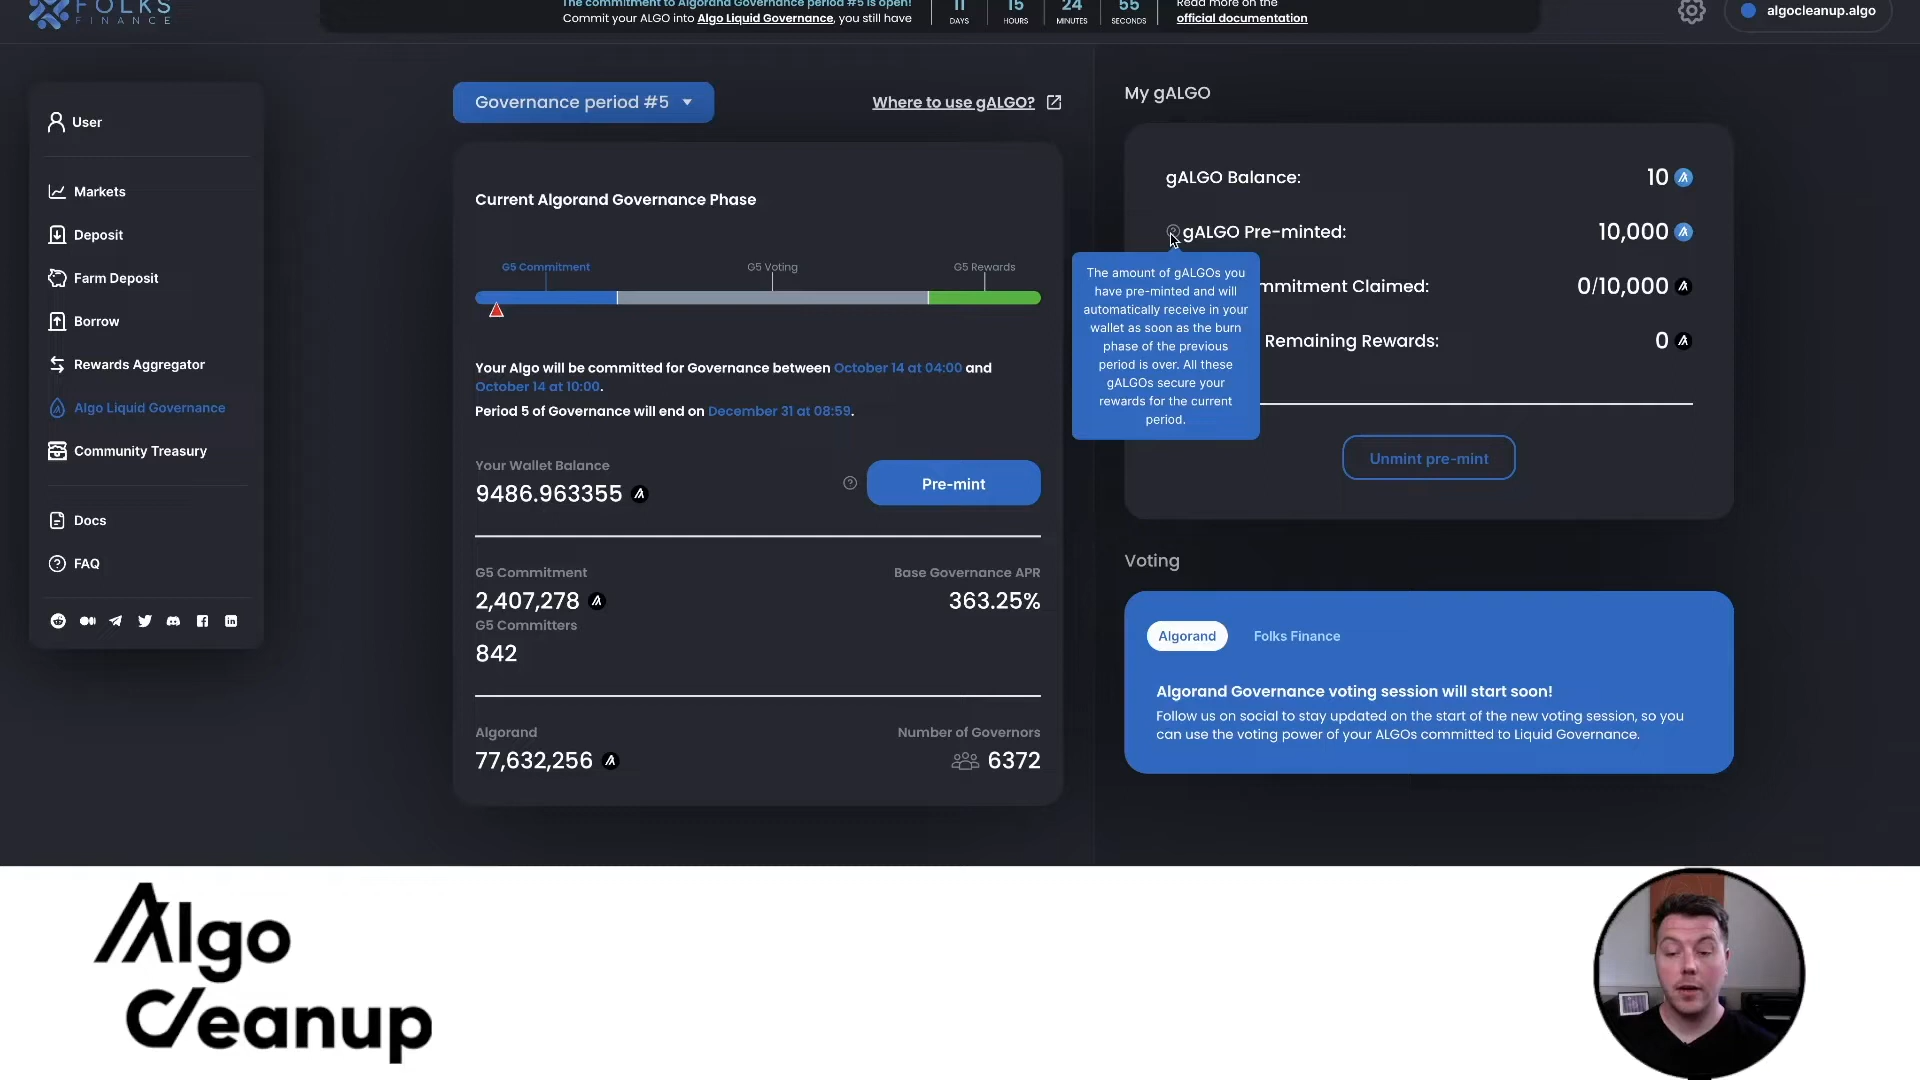 FOLKS
FINANCE
The commitment to Algorand Governance period #5 is open!
Commit your ALGO into Algo Liquid Governance, you still have
11
DAYS
15
HOURS
24
MINUTES
55
SECONDS
Read more on the
official documentation
algocleanup.algo
User
Markets
Deposit
Farm Deposit
Borrow
Rewards Aggregator
Algo Liquid Governance
Community Treasury
Docs
FAQ
Governance period #5
Where to use gALGO?
Current Algorand Governance Phase
G5 Commitment
G5 Voting
G5 Rewards
Your Algo will be committed for Governance between October 14 at 04:00 and
October 14 at 10:00.
Period 5 of Governance will end on December 31 at 08:59.
Your Wallet Balance
9486.963355
Pre-mint
G5 Commitment
Base Governance APR
2,407,278
363.25%
G5 Committers
842
Algorand
Number of Governors
77,632,256
6372
My gALGO
gALGO Balance:
10
gALGO Pre-minted:
10,000
mmitment Claimed:
0/10,000
Remaining Rewards:
0
The amount of gALGOs you
have pre-minted and will
automatically receive in your
wallet as soon as the burn
phase of the previous
period is over. All these
gALGOs secure your
rewards for the current
period.
Unmint pre-mint
Voting
Algorand
Folks Finance
Algorand Governance voting session will start soon!
Follow us on social to stay updated on the start of the new voting session, so you
can use the voting power of your ALGOs committed to Liquid Governance.
Algo
Cleanup